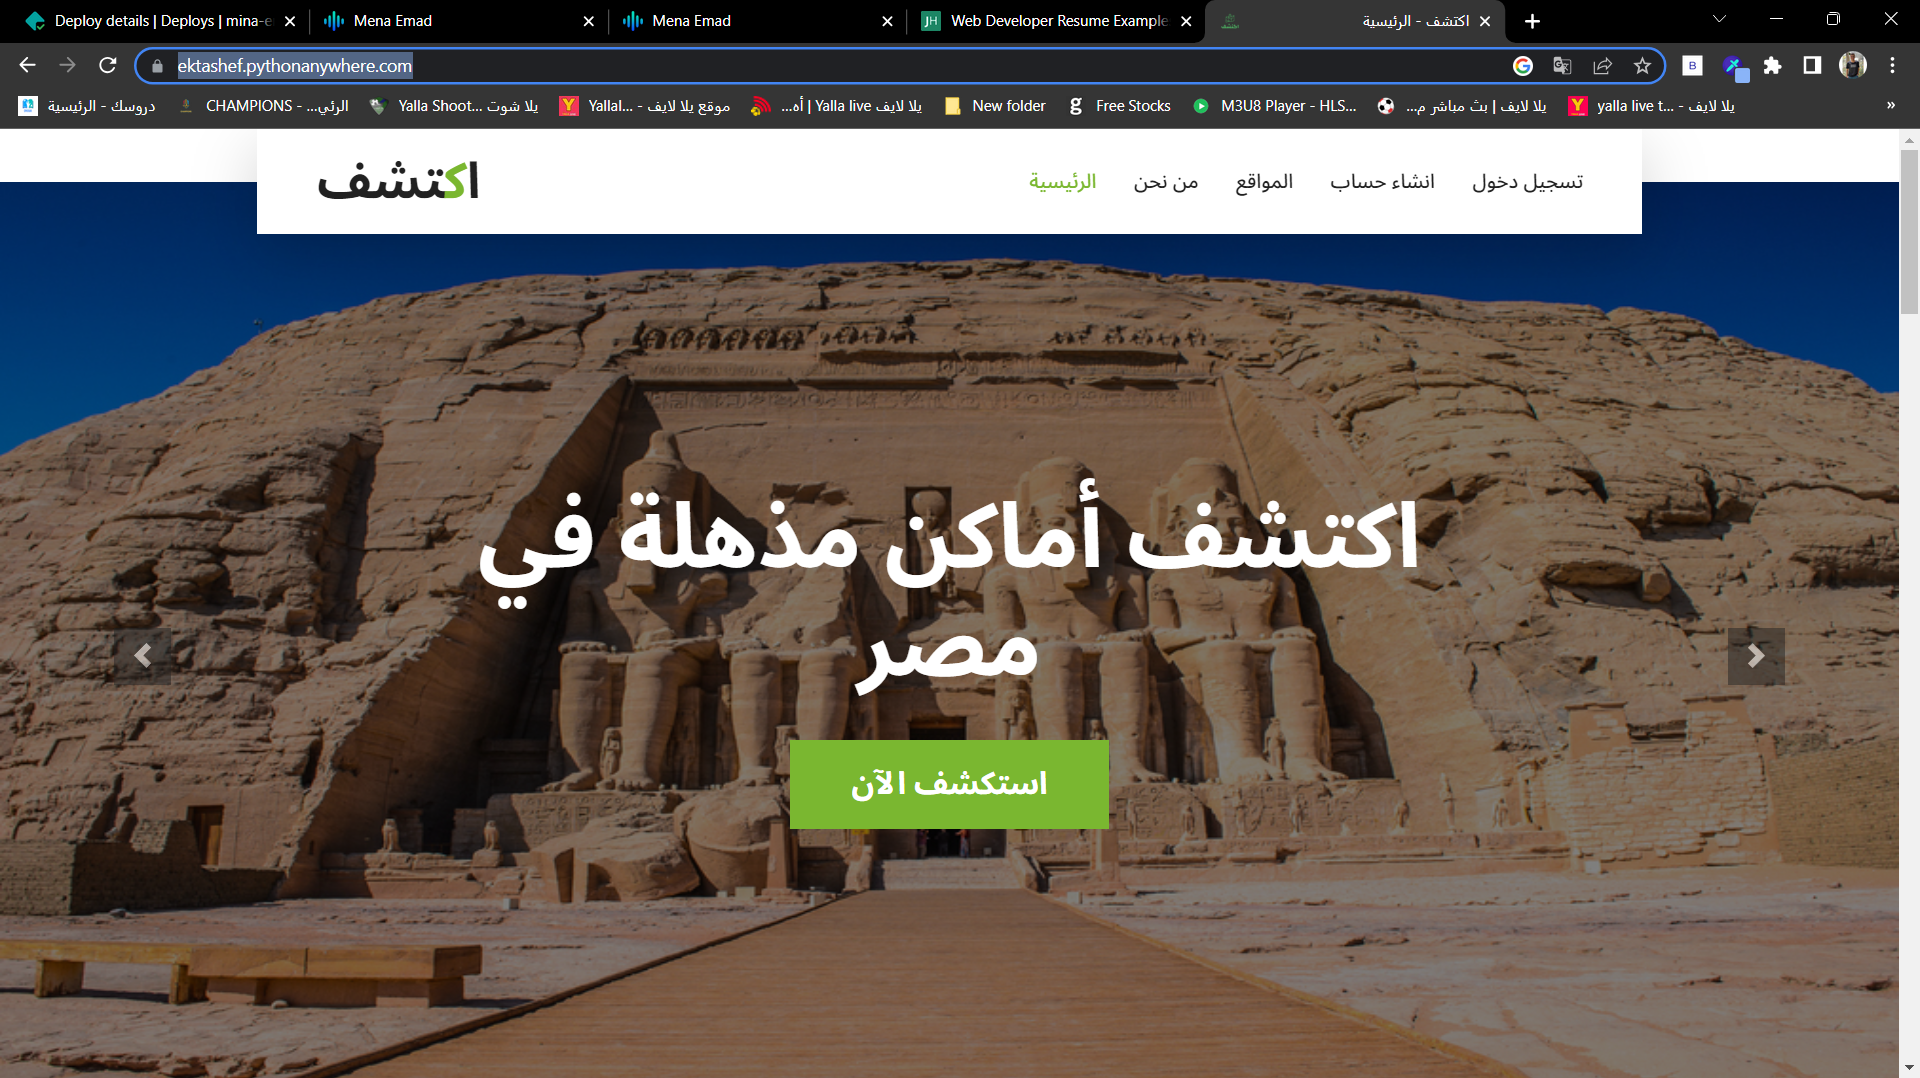 Deploy details | Deploys | mina-e
Mena Emad
Mena Emad
Web Developer Resume Example
اكتشف - الرئيسية
ektashef.pythonanywhere.com
دروسك - الرئيسية
CHAMPIONS - الرئي...
Yalla Shoot... يلا شوت
Yallal... - موقع يلا لايف
يلا لايف Yalla live | أه...
New folder
Free Stocks
M3U8 Player - HLS...
يلا لايف | بث مباشر م...
yalla live t... - يلا لايف
اكتشف
الرئيسية
من نحن
المواقع
انشاء حساب
تسجيل دخول
اكتشف أماكن مذهلة في
مصر
استكشف الآن